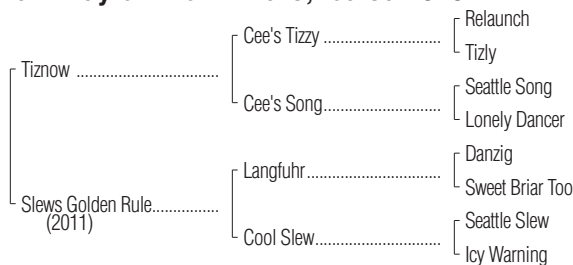 Relaunch
Cee's Tizzy
Tizly
Tiznow
Seattle Song
Cee's Song
Lonely Dancer
Danzig
Langfuhr
Sweet Briar Too
Slews Golden Rule
(2011)
Seattle Slew
Cool Slew
Icy Warning